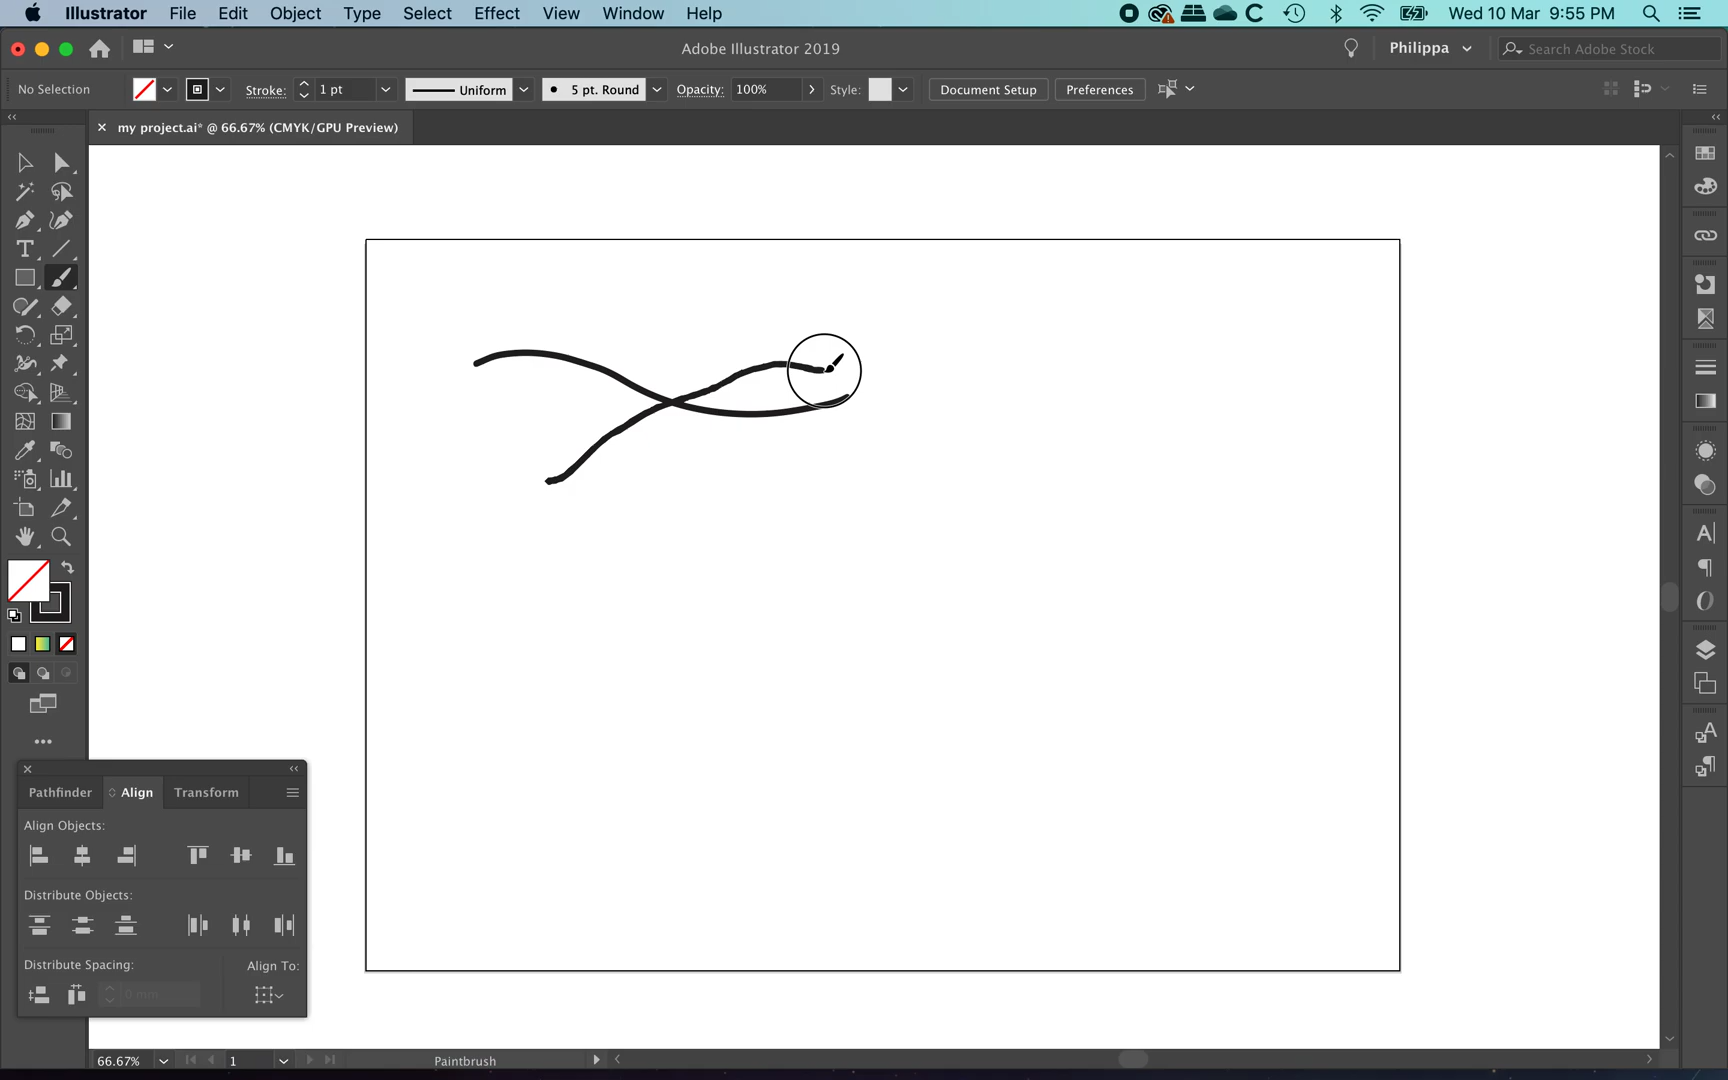 Illustrator File Edit Object Type Select Effect View Window Help Wed 10 Mar 9:55 PM
Adobe Illustrator 2019 Philippa Search Adobe Stock
No Selection Stroke: 1 pt Uniform 5 pt. Round Opacity: 100% Style: Document Setup Preferences
my project.ai* @ 66.67% (CMYK/GPU Preview)
Pathfinder Align Transform
Align Objects:
Distribute Objects:
Distribute Spacing: Align To:
0 mm
66.67% 1 Paintbrush